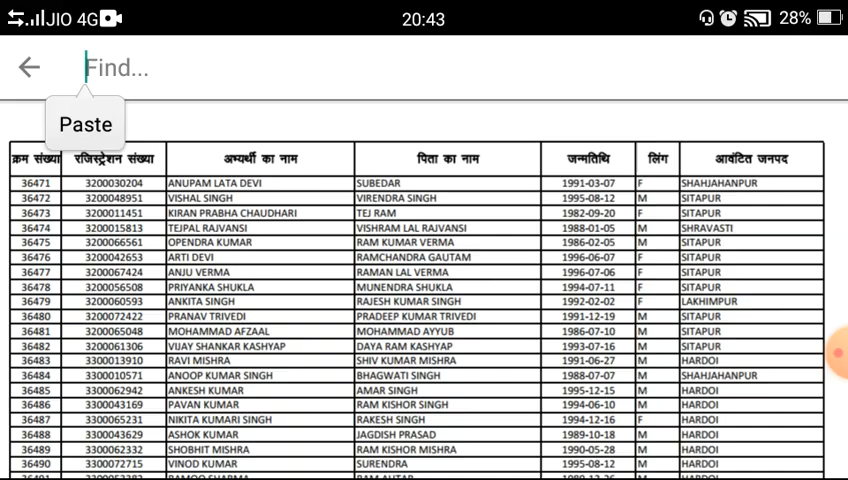 JIO 4G 20:43 28%
Find...
Paste
क्रम संख्या रजिस्ट्रेशन संख्या अभ्यर्थी का नाम पिता का नाम जन्मतिथि लिंग आवंटित जनपद
36471 3200030204 ANUPAM LATA DEVI SUBEDAR 1991-03-07 F SHAHJAHANPUR
36472 3200048951 VISHAL SINGH VIRENDRA SINGH 1995-08-12 M SITAPUR
36473 3200011451 KIRAN PRABHA CHAUDHARI TEJ RAM 1982-09-20 F SITAPUR
36474 3200015813 TEJPAL RAJVANSI VISHRAM LAL RAJVANSI 1988-01-05 M SHRAVASTI
36475 3200066561 OPENDRA KUMAR RAM KUMAR VERMA 1986-02-05 M SITAPUR
36476 3200042653 ARTI DEVI RAMCHANDRA GAUTAM 1996-06-07 F SITAPUR
36477 3200067424 ANJU VERMA RAMAN LAL VERMA 1996-07-06 F SITAPUR
36478 3200056508 PRIYANKA SHUKLA MUNENDRA SHUKLA 1994-07-11 F SITAPUR
36479 3200060593 ANKITA SINGH RAJESH KUMAR SINGH 1992-02-02 F LAKHIMPUR
36480 3200072422 PRANAV TRIVEDI PRADEEP KUMAR TRIVEDI 1991-12-19 M SITAPUR
36481 3200065048 MOHAMMAD AFZAAL MOHAMMAD AYYUB 1986-07-10 M SITAPUR
36482 3200061306 VIJAY SHANKAR KASHYAP DAYA RAM KASHYAP 1993-07-16 M SITAPUR
36483 3300013910 RAVI MISHRA SHIV KUMAR MISHRA 1991-06-27 M HARDOI
36484 3300010571 ANOOP KUMAR SINGH BHAGWATI SINGH 1988-07-07 M SHAHJAHANPUR
36485 3300062942 ANKESH KUMAR AMAR SINGH 1995-12-15 M HARDOI
36486 3300043169 PAVAN KUMAR RAM KISHOR SINGH 1994-06-10 M HARDOI
36487 3300065231 NIKITA KUMARI SINGH RAKESH SINGH 1994-12-16 F HARDOI
36488 3300043629 ASHOK KUMAR JAGDISH PRASAD 1989-10-18 M HARDOI
36489 3300062332 SHOBHIT MISHRA RAM KISHOR MISHRA 1990-05-28 M HARDOI
36490 3300072715 VINOD KUMAR SURENDRA 1995-08-12 M HARDOI